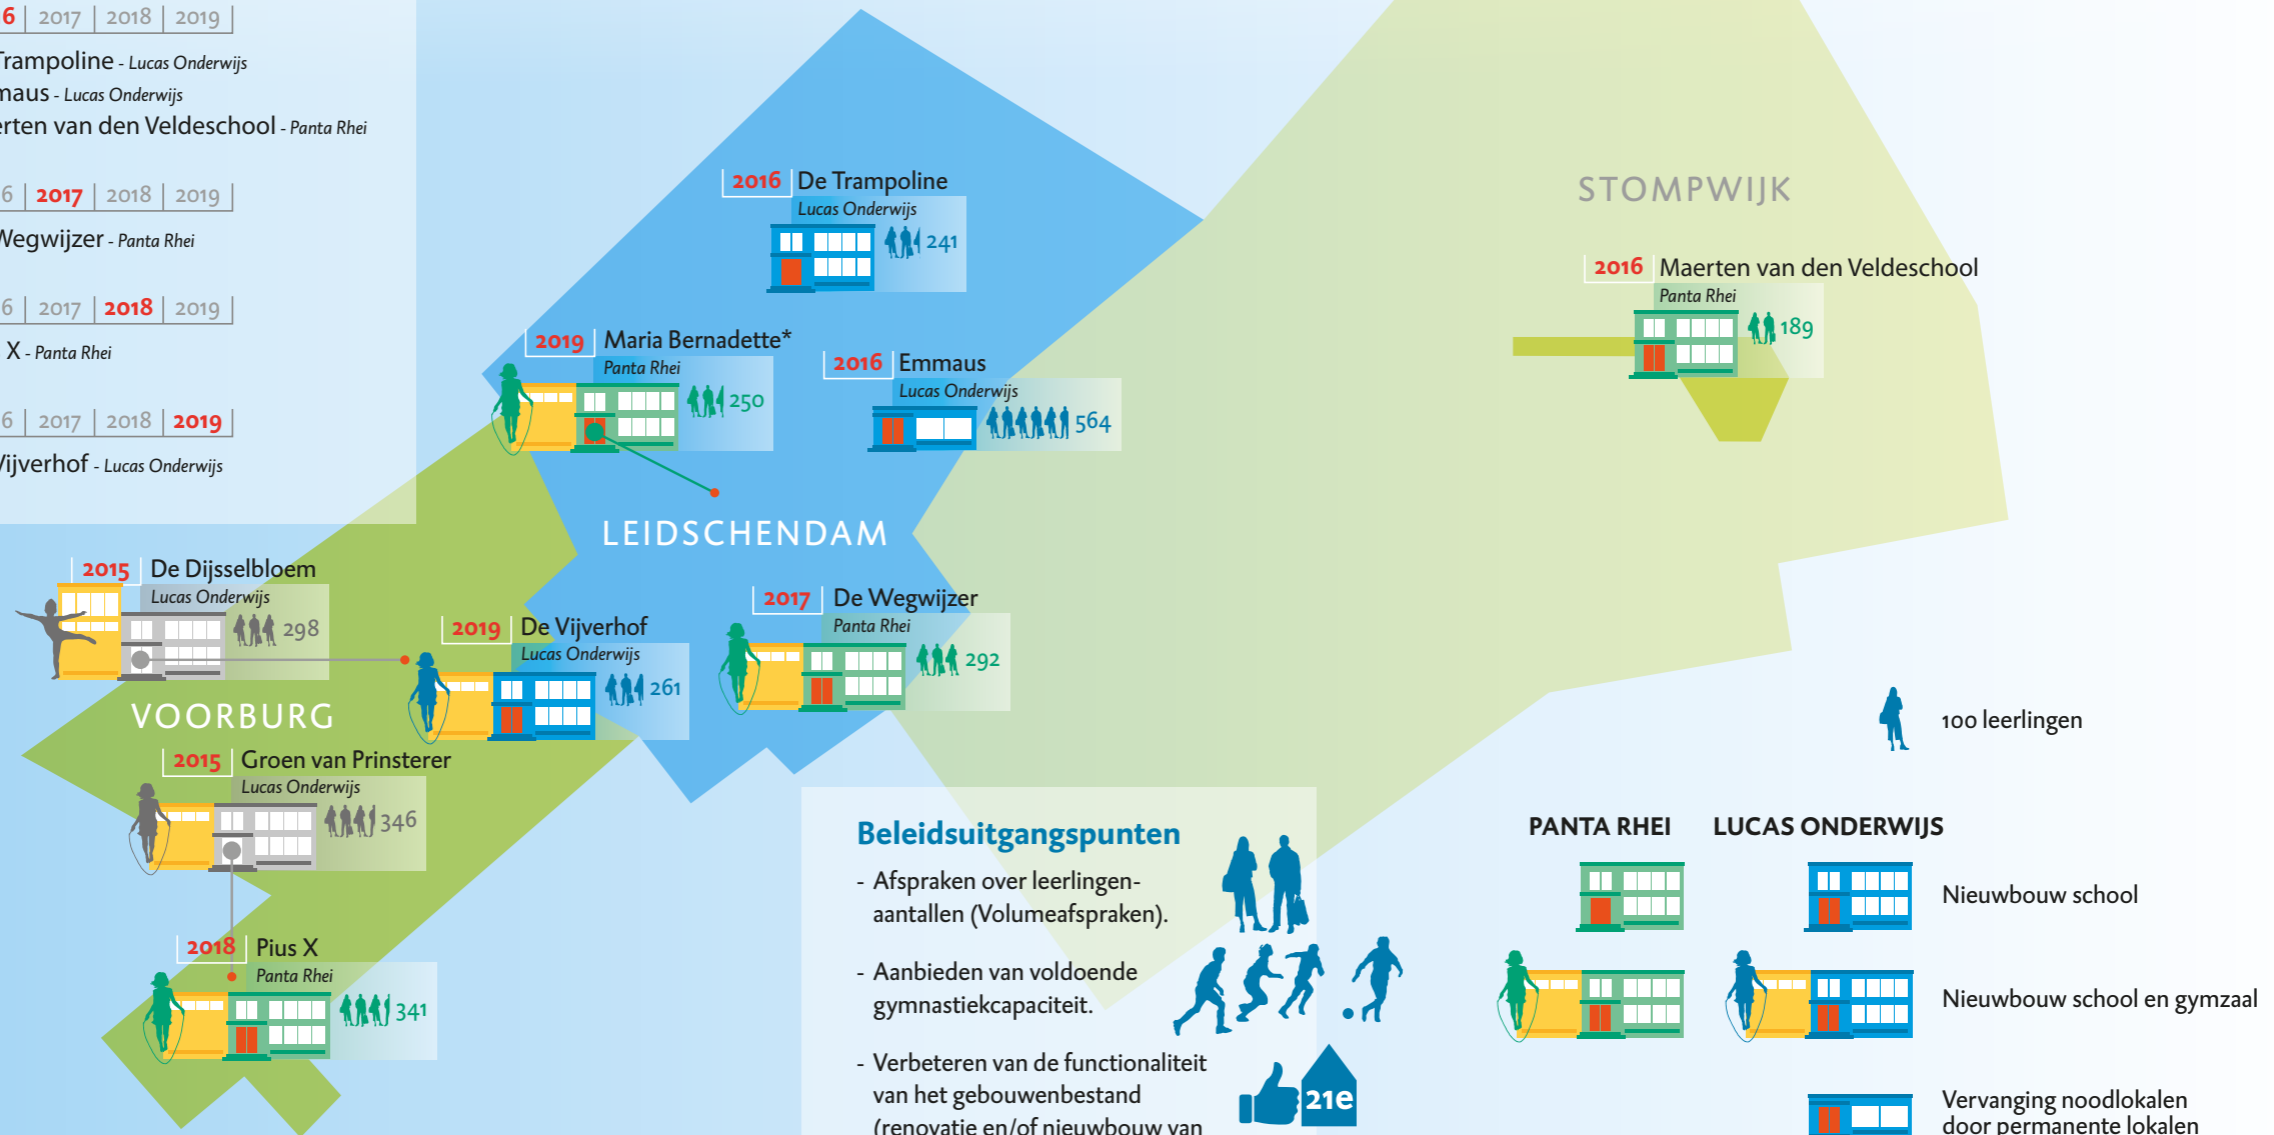 6 | 2017 | 2018 | 2019
Trampoline - Lucas Onderwijs
maus - Lucas Onderwijs
erten van den Veldeschool - Panta Rhei
6 | 2017 | 2018 | 2019
Wegwijzer - Panta Rhei
6 | 2017 | 2018 | 2019
X - Panta Rhei
6 | 2017 | 2018 | 2019
Vijverhof - Lucas Onderwijs
2016 De Trampoline
Lucas Onderwijs
241
STOMPWIJK
2016 Maerten van den Veldeschool
Panta Rhei
189
2019 Maria Bernadette*
Panta Rhei
250
2016 Emmaus
Lucas Onderwijs
564
LEIDSCHENDAM
2015 De Dijsselbloem
Lucas Onderwijs
298
2019 De Vijverhof
Lucas Onderwijs
261
2017 De Wegwijzer
Panta Rhei
292
VOORBURG
2015 Groen van Prinsterer
Lucas Onderwijs
346
2018 Pius X
Panta Rhei
341
Beleidsuitgangspunten
- Afspraken over leerlingen-
aantallen (Volumeafspraken).
- Aanbieden van voldoende
gymnastiekcapaciteit.
- Verbeteren van de functionaliteit
van het gebouwenbestand
(renovatie en/of nieuwbouw van
21e
100 leerlingen
PANTA RHEI LUCAS ONDERWIJS
Nieuwbouw school
Nieuwbouw school en gymzaal
Vervanging noodlokalen
door permanente lokalen